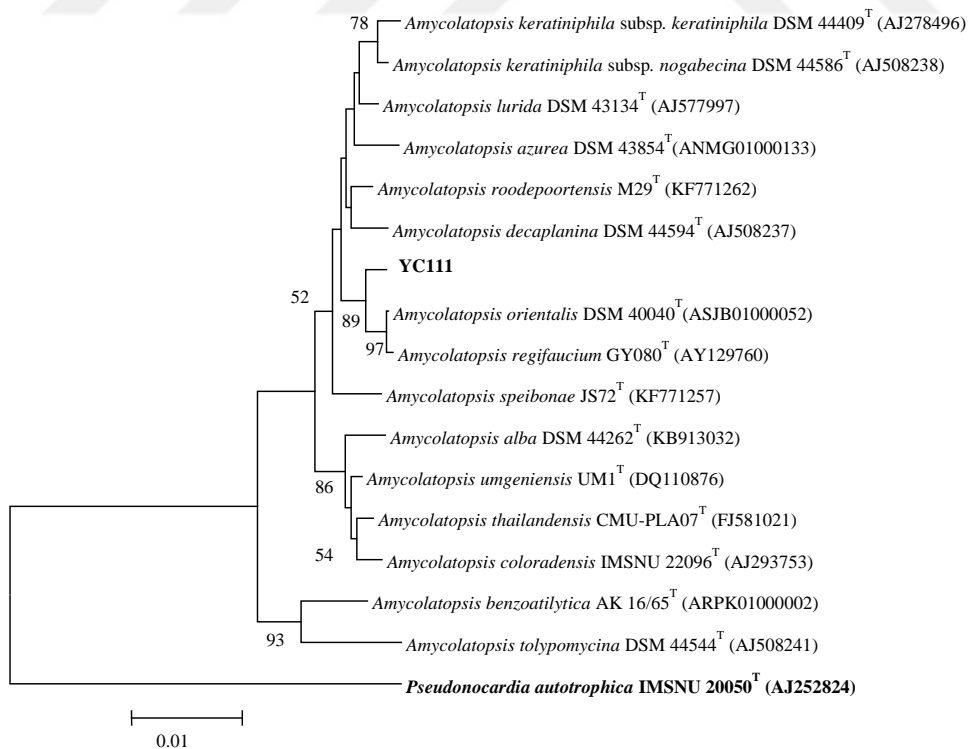 78 Amycolatopsis keratiniphila subsp. keratiniphila DSM 44409T (AJ278496)
Amycolatopsis keratiniphila subsp. nogabecina DSM 44586T (AJ508238)
Amycolatopsis lurida DSM 43134T (AJ577997)
Amycolatopsis azurea DSM 43854T(ANMG01000133)
Amycolatopsis roodepoortensis M29T (KF771262)
Amycolatopsis decaplanina DSM 44594T (AJ508237)
YC111
52
Amycolatopsis orientalis DSM 40040T(ASJB01000052)
89
97 Amycolatopsis regifaucium GY080T (AY129760)
Amycolatopsis speibonae JS72T (KF771257)
Amycolatopsis alba DSM 44262T (KB913032)
Amycolatopsis umgeniensis UM1T (DQ110876)
86
Amycolatopsis thailandensis CMU-PLA07T (FJ581021)
54
Amycolatopsis coloradensis IMSNU 22096T (AJ293753)
Amycolatopsis benzoatilytica AK 16/65T (ARPK01000002)
93
Amycolatopsis tolypomycina DSM 44544T (AJ508241)
Pseudonocardia autotrophica IMSNU 20050T (AJ252824)
0.01